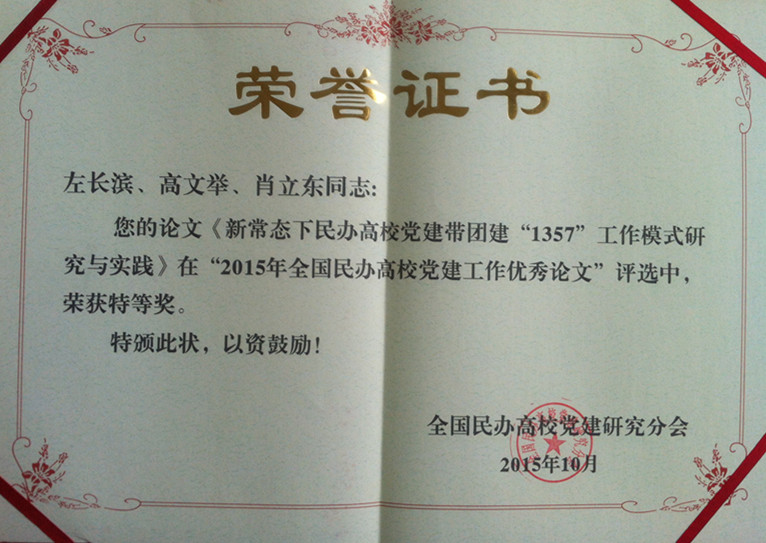 荣誉证书
左长滨、高文举、肖立东同志：
您的论文《新常态下民办高校党建带团建“1357”工作模式研
究与实践》在“2015年全国民办高校党建工作优秀论文”评选中，
荣获特等奖。
特颁此状，以资鼓励！
全国民办高校党建研究分会
2015年10月